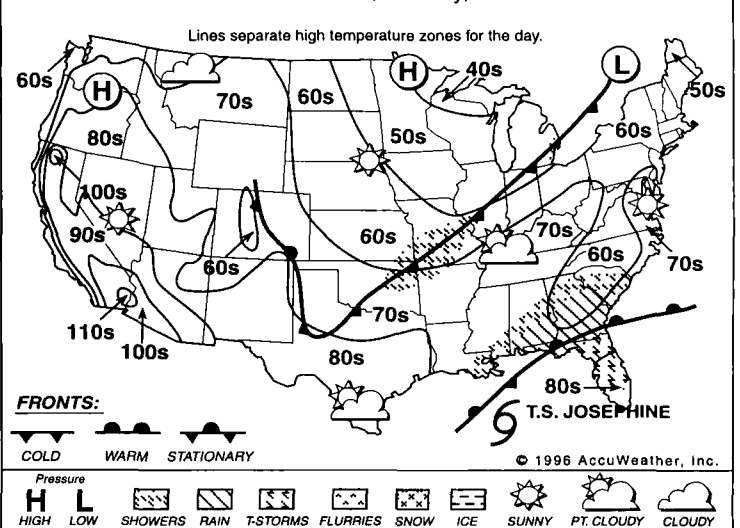 Lines separate high temperature zones for the day.
60s
H
70s
60s
H
40s
L
50s
80s
50s
60s
100s
90s
60s
60s
70s
60s
70s
110s
100s
70s
80s
80s
T.S. JOSEPHINE
FRONTS:
COLD WARM STATIONARY
© 1996 AccuWeather, Inc.
Pressure
H L
HIGH LOW SHOWERS RAIN T-STORMS FLURRIES SNOW ICE SUNNY PT. CLOUDY CLOUDY